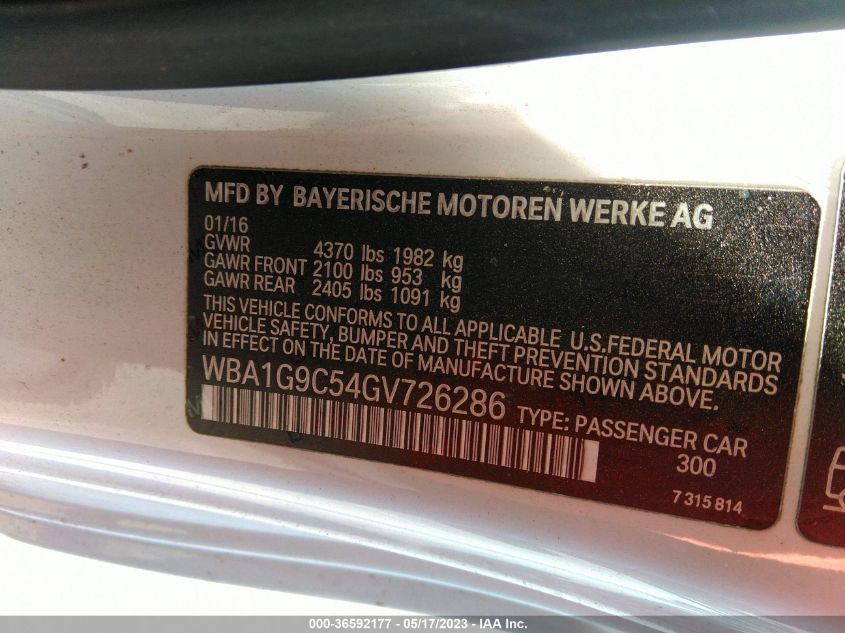 MFD BY BAYERISCHE MOTOREN WERKE AG
01/16
GVWR 4370 lbs 1982 kg
GAWR FRONT 2100 lbs 953 kg
GAWR REAR 2405 lbs 1091 kg
THIS VEHICLE CONFORMS TO ALL APPLICABLE U.S.FEDERAL MOTOR
VEHICLE SAFETY, BUMPER AND THEFT PREVENTION STANDARDS
IN EFFECT ON THE DATE OF MANUFACTURE SHOWN ABOVE.
WBA1G9C54GV726286 TYPE: PASSENGER CAR
300
7 315 814
000-36592177 - 05/17/2023 - IAA Inc.